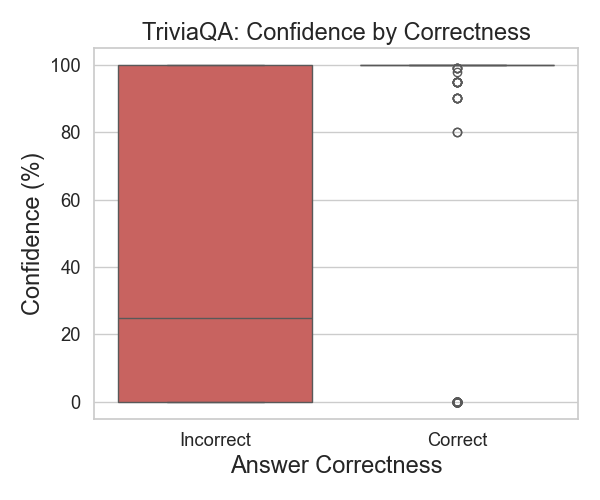 TriviaQA: Confidence by Correctness
100
80
60
40
20
0
Confidence (%)
Incorrect
Correct
Answer Correctness